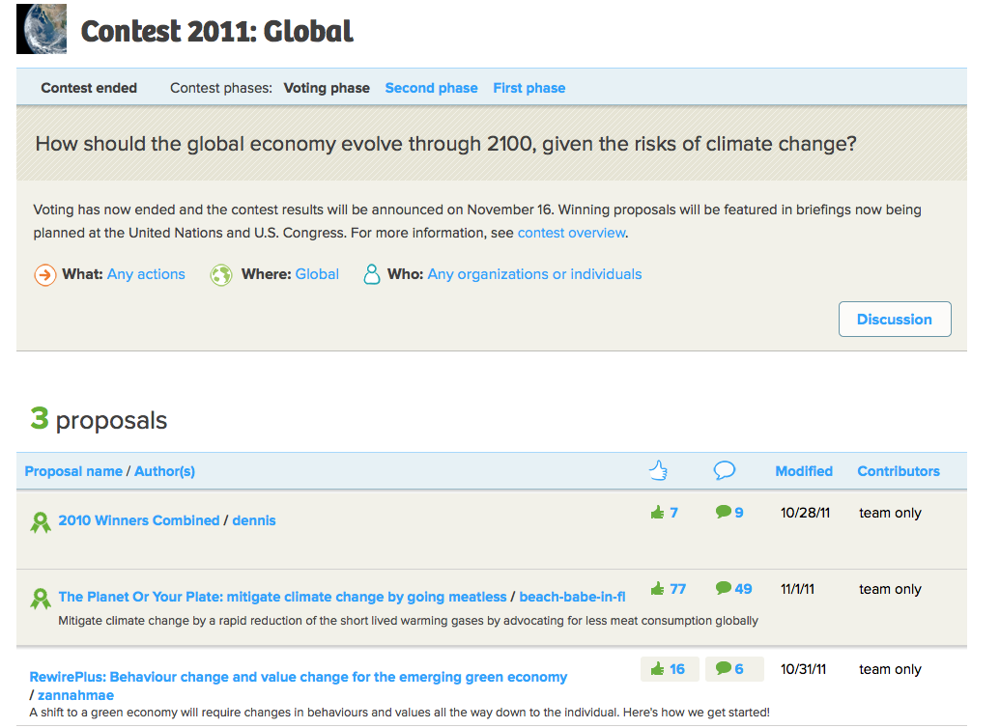 Contest 2011: Global
Contest ended Contest phases: Voting phase Second phase First phase
How should the global economy evolve through 2100, given the risks of climate change?
Voting has now ended and the contest results will be announced on November 16. Winning proposals will be featured in briefings now being
planned at the United Nations and U.S. Congress. For more information, see contest overview.
What: Any actions Where: Global Who: Any organizations or individuals
Discussion
3 proposals
Proposal name / Author(s) Modified Contributors
2010 Winners Combined / dennis 7 9 10/28/11 team only
The Planet Or Your Plate: mitigate climate change by going meatless / beach-babe-in-fl 77 49 11/1/11 team only
Mitigate climate change by a rapid reduction of the short lived warming gases by advocating for less meat consumption globally
RewirePlus: Behaviour change and value change for the emerging green economy 16 6 10/31/11 team only
/ zannahmae
A shift to a green economy will require changes in behaviours and values all the way down to the individual. Here's how we get started!